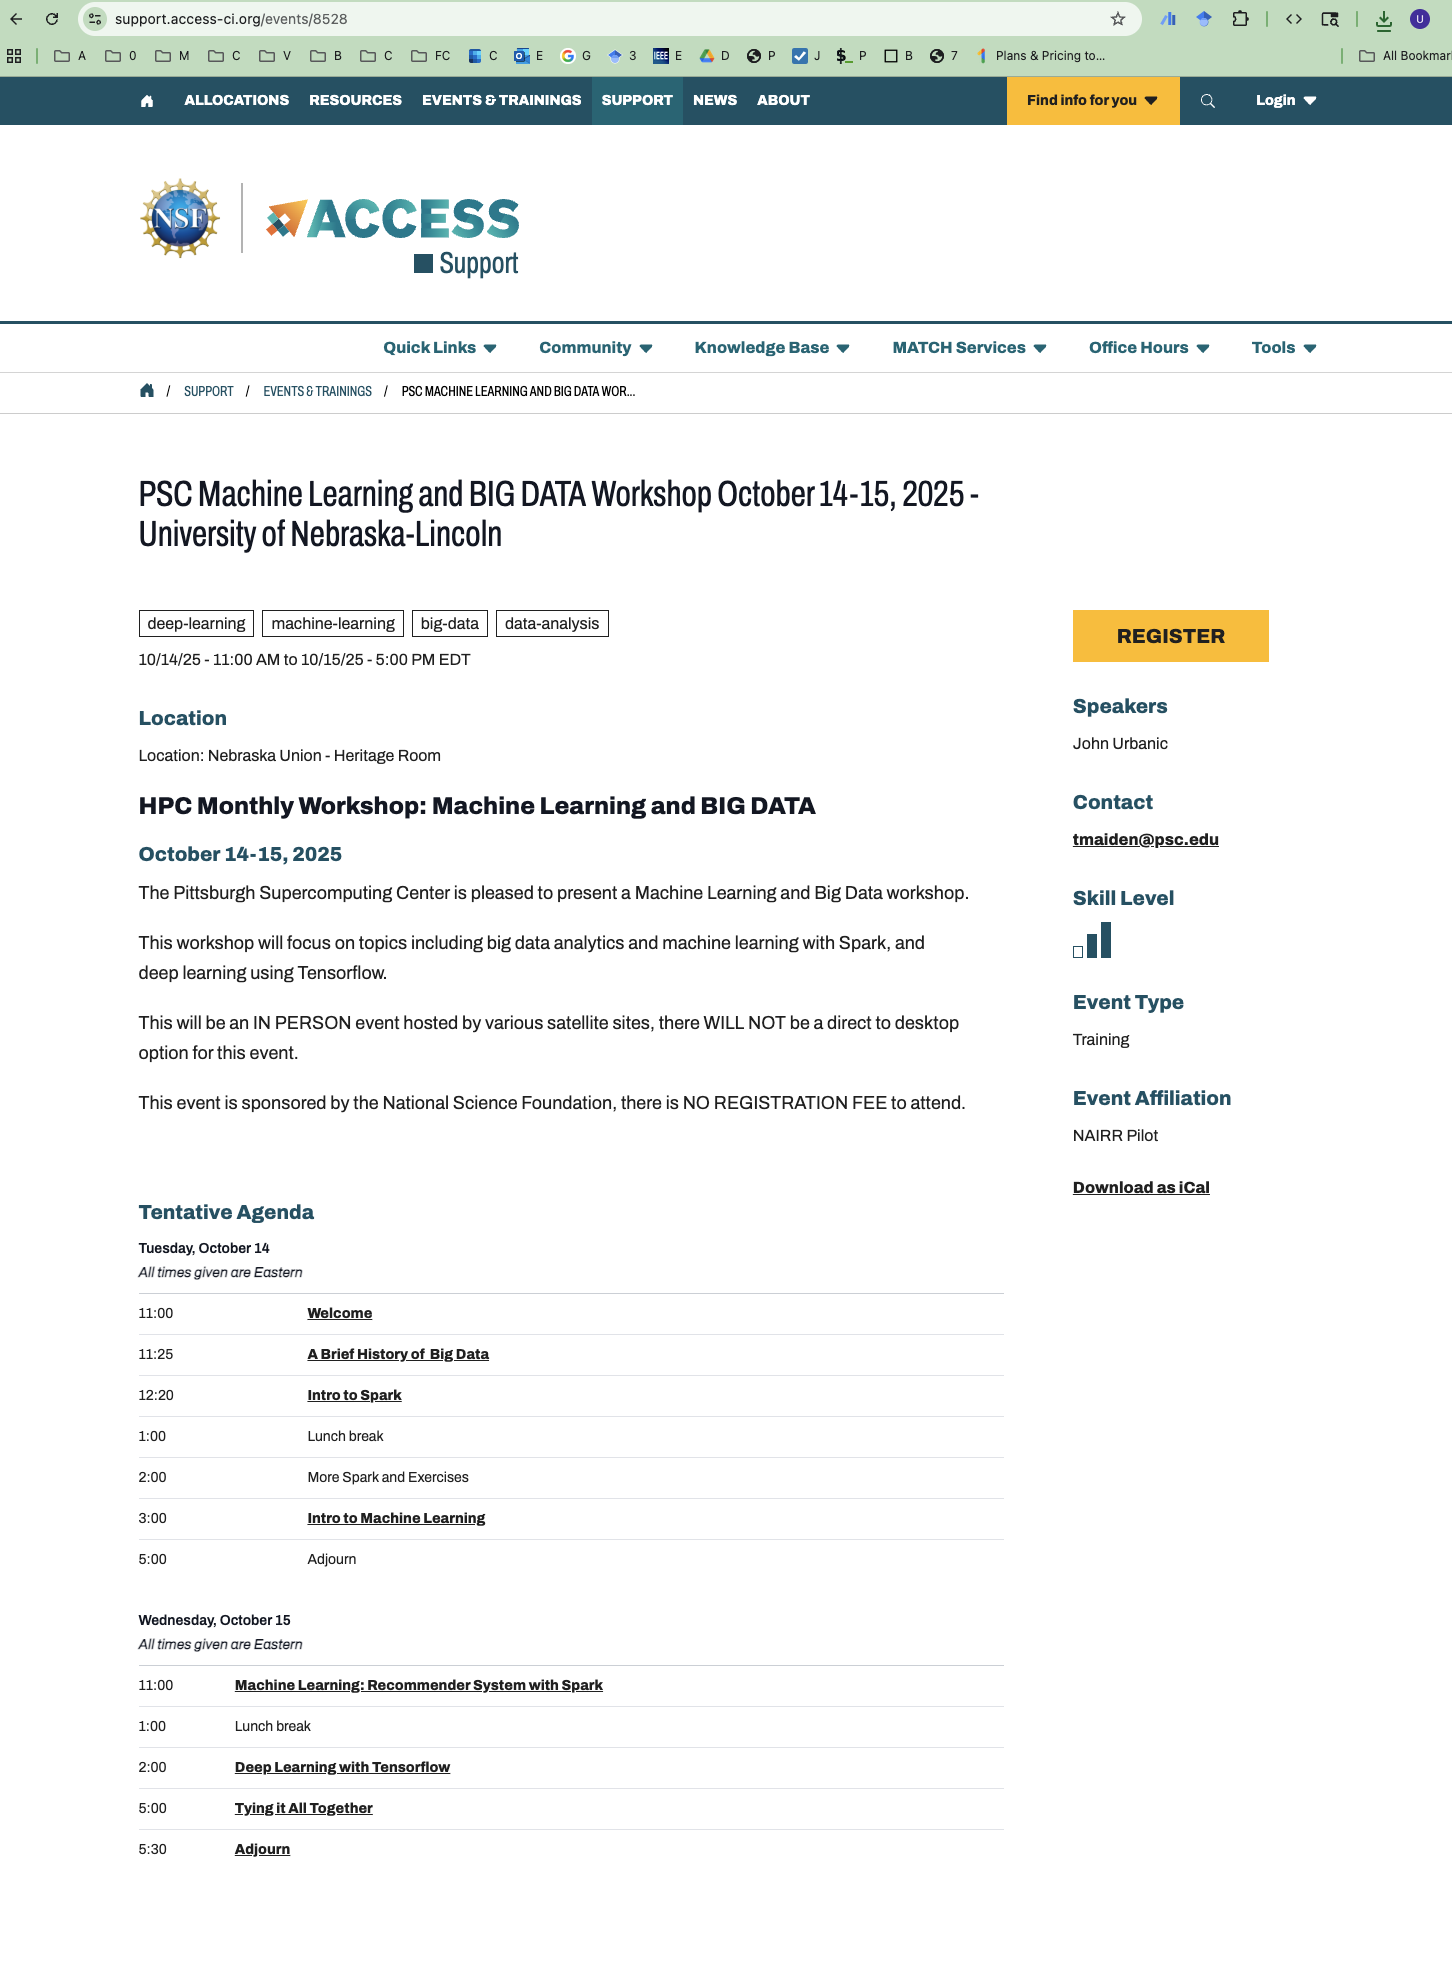 support.access-ci.org/events/8528
U
A 0 M C V B C FC C E G 3 E D P J P B 7 Plans & Pricing to... All Bookmar
ALLOCATIONS RESOURCES EVENTS & TRAININGS SUPPORT NEWS ABOUT Find info for you Login
NSF ACCESS
Support
Quick Links Community Knowledge Base MATCH Services Office Hours Tools
/ SUPPORT / EVENTS & TRAININGS / PSC MACHINE LEARNING AND BIG DATA WOR...
PSC Machine Learning and BIG DATA Workshop October 14-15, 2025 -
University of Nebraska-Lincoln
deep-learning machine-learning big-data data-analysis
10/14/25 - 11:00 AM to 10/15/25 - 5:00 PM EDT
Location
Location: Nebraska Union - Heritage Room
HPC Monthly Workshop: Machine Learning and BIG DATA
October 14-15, 2025
The Pittsburgh Supercomputing Center is pleased to present a Machine Learning and Big Data workshop.
This workshop will focus on topics including big data analytics and machine learning with Spark, and
deep learning using Tensorflow.
This will be an IN PERSON event hosted by various satellite sites, there WILL NOT be a direct to desktop
option for this event.
This event is sponsored by the National Science Foundation, there is NO REGISTRATION FEE to attend.
REGISTER
Speakers
John Urbanic
Contact
tmaiden@psc.edu
Skill Level
Event Type
Training
Event Affiliation
NAIRR Pilot
Download as iCal
Tentative Agenda
Tuesday, October 14
All times given are Eastern
11:00 Welcome
11:25 A Brief History of Big Data
12:20 Intro to Spark
1:00 Lunch break
2:00 More Spark and Exercises
3:00 Intro to Machine Learning
5:00 Adjourn
Wednesday, October 15
All times given are Eastern
11:00 Machine Learning: Recommender System with Spark
1:00 Lunch break
2:00 Deep Learning with Tensorflow
5:00 Tying it All Together
5:30 Adjourn